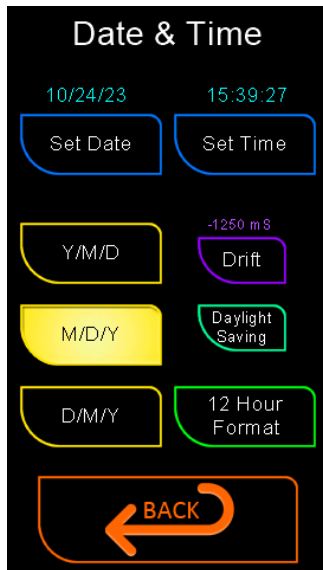 Date & Time
10/24/23
15:39:27
Set Date
Set Time
Y/M/D
-1250 mS
Drift
M/D/Y
Daylight
Saving
D/M/Y
12 Hour
Format
BACK